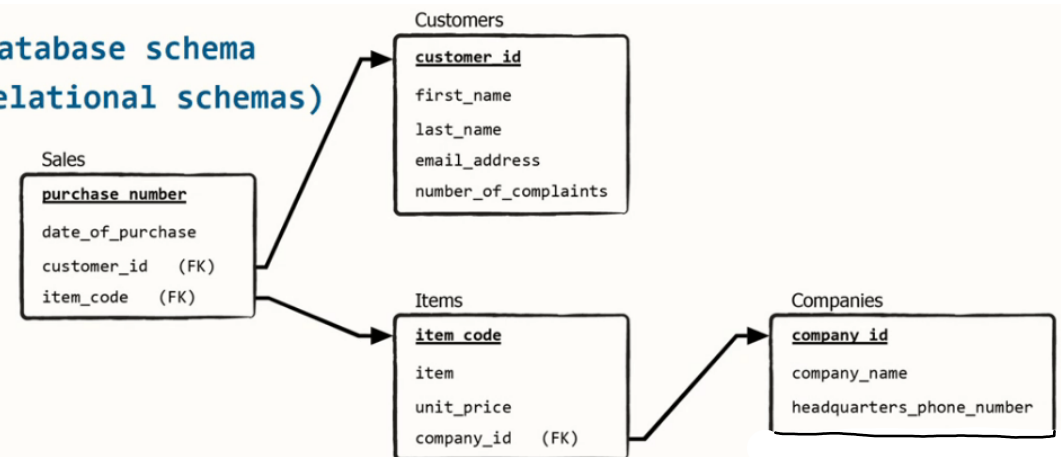 atabase schema
elational schemas)
Customers
customer_id
first_name
last_name
email_address
number_of_complaints
Sales
purchase_number
date_of_purchase
customer_id (FK)
item_code (FK)
Items
item_code
item
unit_price
company_id (FK)
Companies
company_id
company_name
headquarters_phone_number